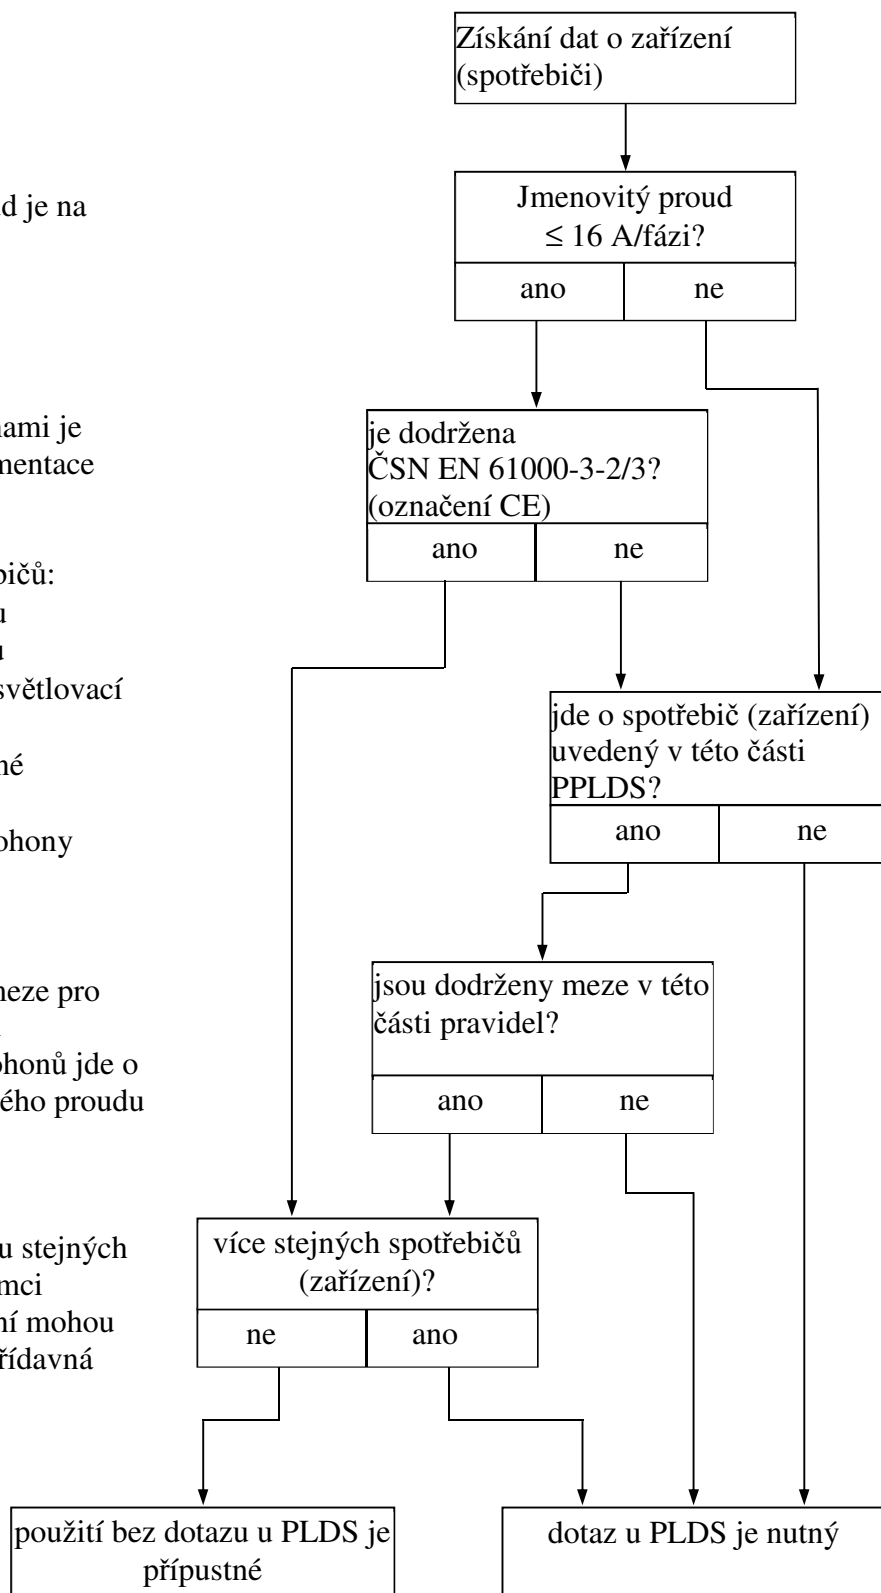 Získání dat o zařízení
(spotřebiči)
d je na
Jmenovitý proud
≤ 16 A/fázi?
ano ne
nami je
mentace
je dodržena
ČSN EN 61000-3-2/3?
(označení CE)
ano ne
bičů:
u
u
světlovací
né
ohony
jde o spotřebič (zařízení)
uvedený v této části
PPLDS?
ano ne
meze pro
ohonů jde o
ého proudu
jsou dodrženy meze v této
části pravidel?
ano ne
u stejných
mci
ní mohou
řídavná
více stejných spotřebičů
(zařízení)?
ne ano
použití bez dotazu u PLDS je
přípustné
dotaz u PLDS je nutný